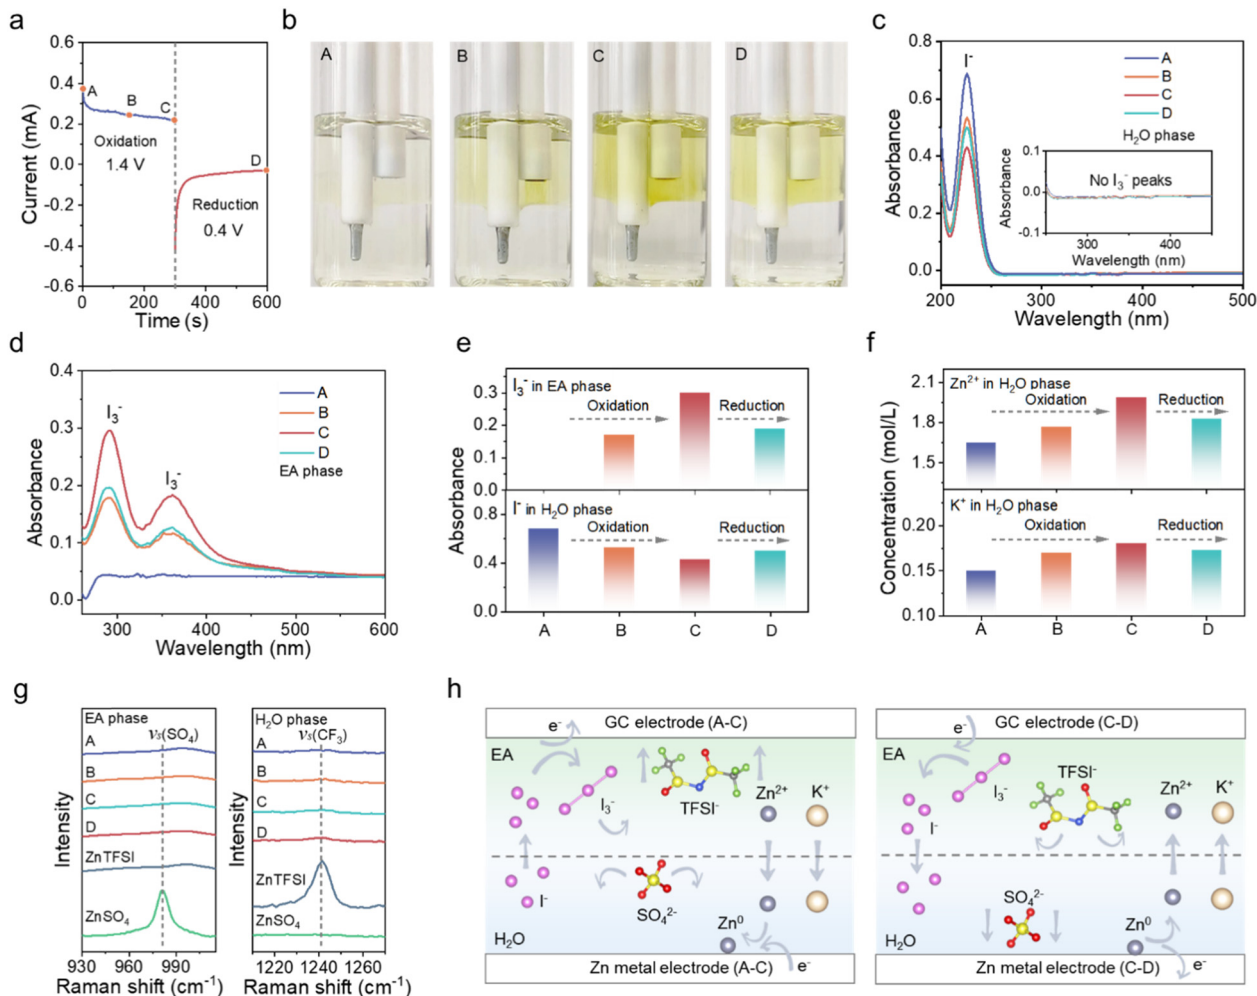 a
0.6
0.4
0.2
0.0
-0.2
-0.4
-0.6
Current (mA)
A
B
C
D
Oxidation
1.4 V
Reduction
0.4 V
0
200
400
600
Time (s)
b
A
B
C
D
c
0.8
0.6
0.4
0.2
0.0
Absorbance
I⁻
A
B
C
D
H₂O phase
0.1
0.0
-0.1
Absorbance
No I₃⁻ peaks
300
400
Wavelength (nm)
200
300
400
500
Wavelength (nm)
d
0.4
0.3
0.2
0.1
0.0
Absorbance
I₃⁻
I₃⁻
A
B
C
D
EA phase
300
400
500
600
Wavelength (nm)
e
Absorbance
0.3
0.2
0.1
0.0
I₃⁻ in EA phase
Oxidation
Reduction
0.8
0.4
0.0
I⁻ in H₂O phase
Oxidation
Reduction
A
B
C
D
f
Concentration (mol/L)
2.1
1.8
1.5
Zn²⁺ in H₂O phase
Oxidation
Reduction
0.20
0.15
0.10
K⁺ in H₂O phase
Oxidation
Reduction
A
B
C
D
g
Intensity
EA phase
νs(SO₄)
A
B
C
D
ZnTFSI
ZnSO₄
930
960
990
Raman shift (cm⁻¹)
Intensity
H₂O phase
νs(CF₃)
A
B
C
D
ZnTFSI
ZnSO₄
1220
1240
1260
Raman shift (cm⁻¹)
h
e⁻
GC electrode (A-C)
EA
I₃⁻
TFSI⁻
Zn²⁺
K⁺
I⁻
SO₄²⁻
Zn⁰
H₂O
e⁻
Zn metal electrode (A-C)
e⁻
GC electrode (C-D)
EA
I₃⁻
TFSI⁻
Zn²⁺
K⁺
I⁻
SO₄²⁻
Zn⁰
H₂O
e⁻
Zn metal electrode (C-D)